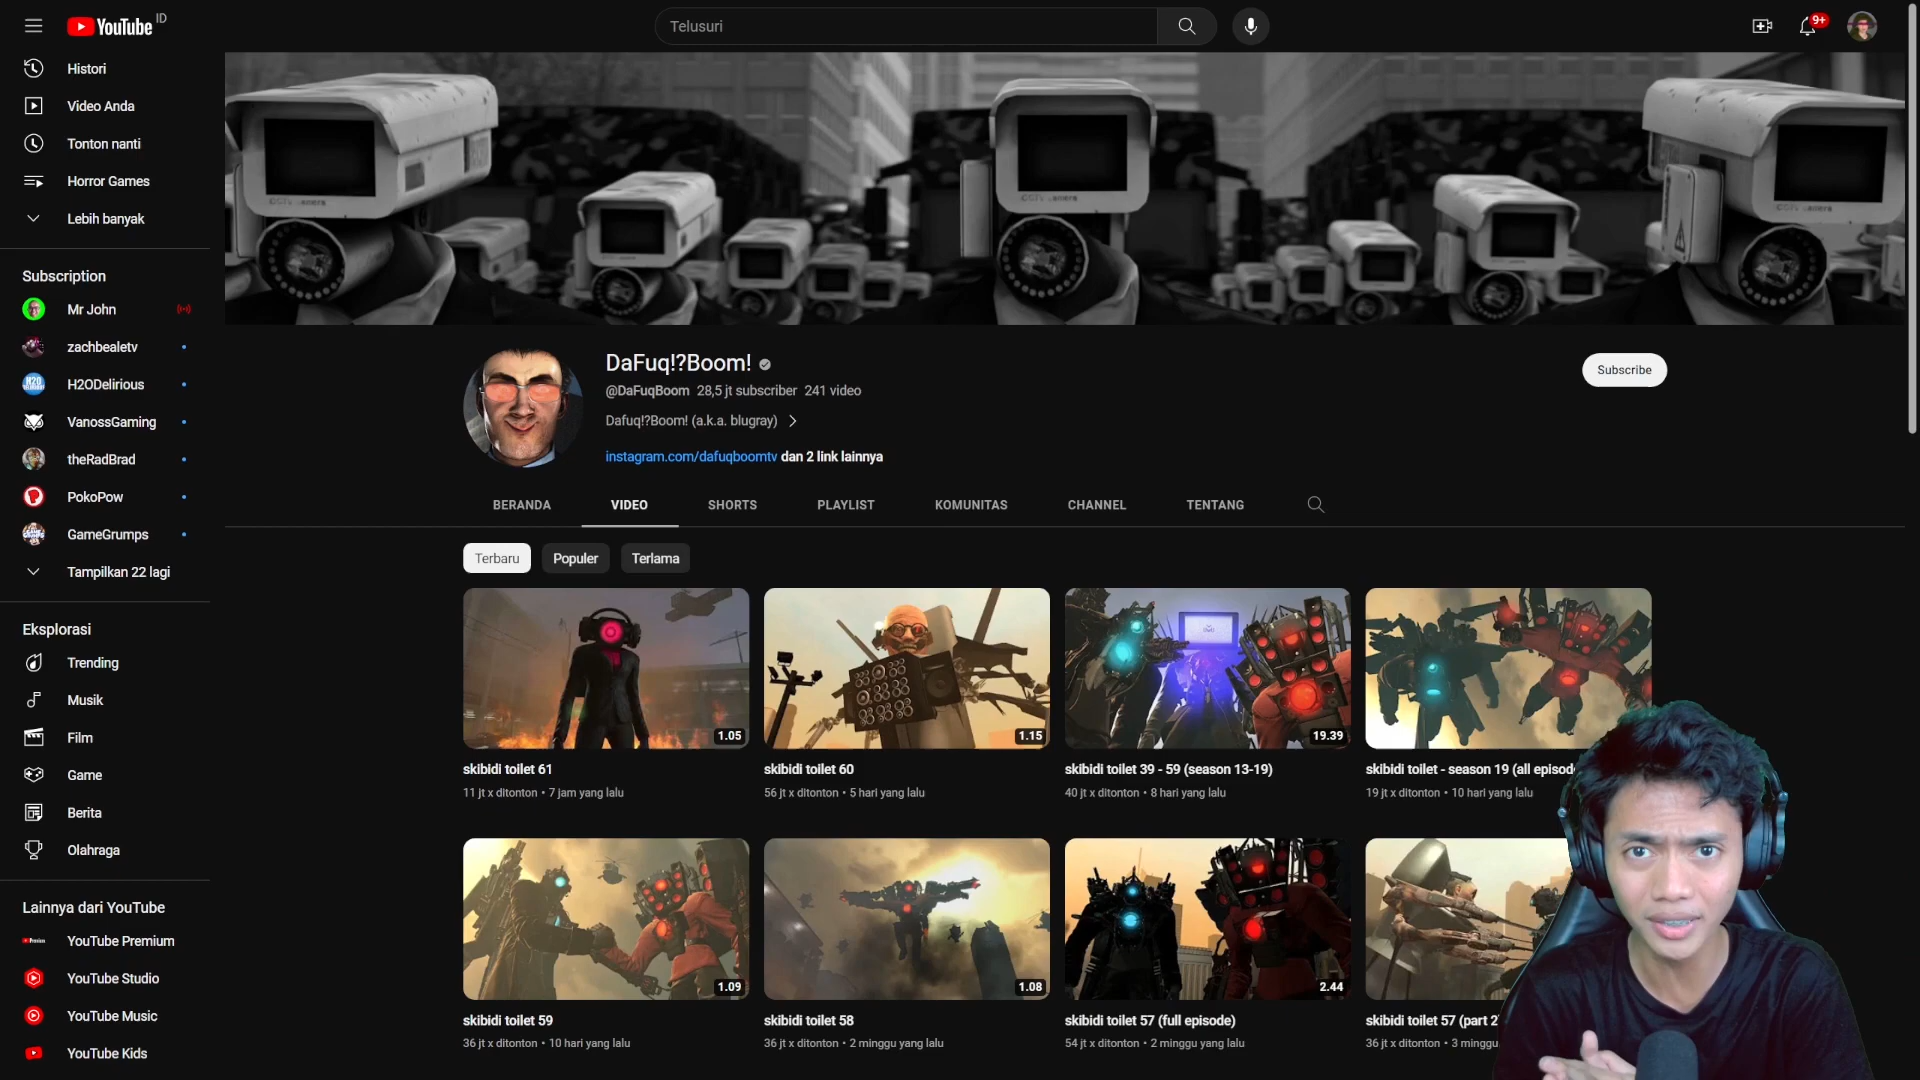 YouTube ID
Telusuri
9+
Histori
Video Anda
Tonton nanti
Horror Games
Lebih banyak
Subscription
Mr John
zachbealetv
H2ODelirious
VanossGaming
theRadBrad
PokoPow
GameGrumps
Tampilkan 22 lagi
Eksplorasi
Trending
Musik
Film
Game
Berita
Olahraga
Lainnya dari YouTube
YouTube Premium
YouTube Studio
YouTube Music
YouTube Kids
DaFuq!?Boom!
@DaFuqBoom 28,5 jt subscriber 241 video
Dafuq!?Boom! (a.k.a. blugray)
instagram.com/dafuqboomtv dan 2 link lainnya
Subscribe
BERANDA VIDEO SHORTS PLAYLIST KOMUNITAS CHANNEL TENTANG
Terbaru Populer Terlama
1.05
1.15
19.39
skibidi toilet 61
11 jt x ditonton • 7 jam yang lalu
skibidi toilet 60
56 jt x ditonton • 5 hari yang lalu
skibidi toilet 39 - 59 (season 13-19)
40 jt x ditonton • 8 hari yang lalu
skibidi toilet - season 19 (all episod
19 jt x ditonton • 10 hari yang lalu
1.09
1.08
2.44
skibidi toilet 59
36 jt x ditonton • 10 hari yang lalu
skibidi toilet 58
36 jt x ditonton • 2 minggu yang lalu
skibidi toilet 57 (full episode)
54 jt x ditonton • 2 minggu yang lalu
skibidi toilet 57 (part 2
36 jt x ditonton • 3 minggu